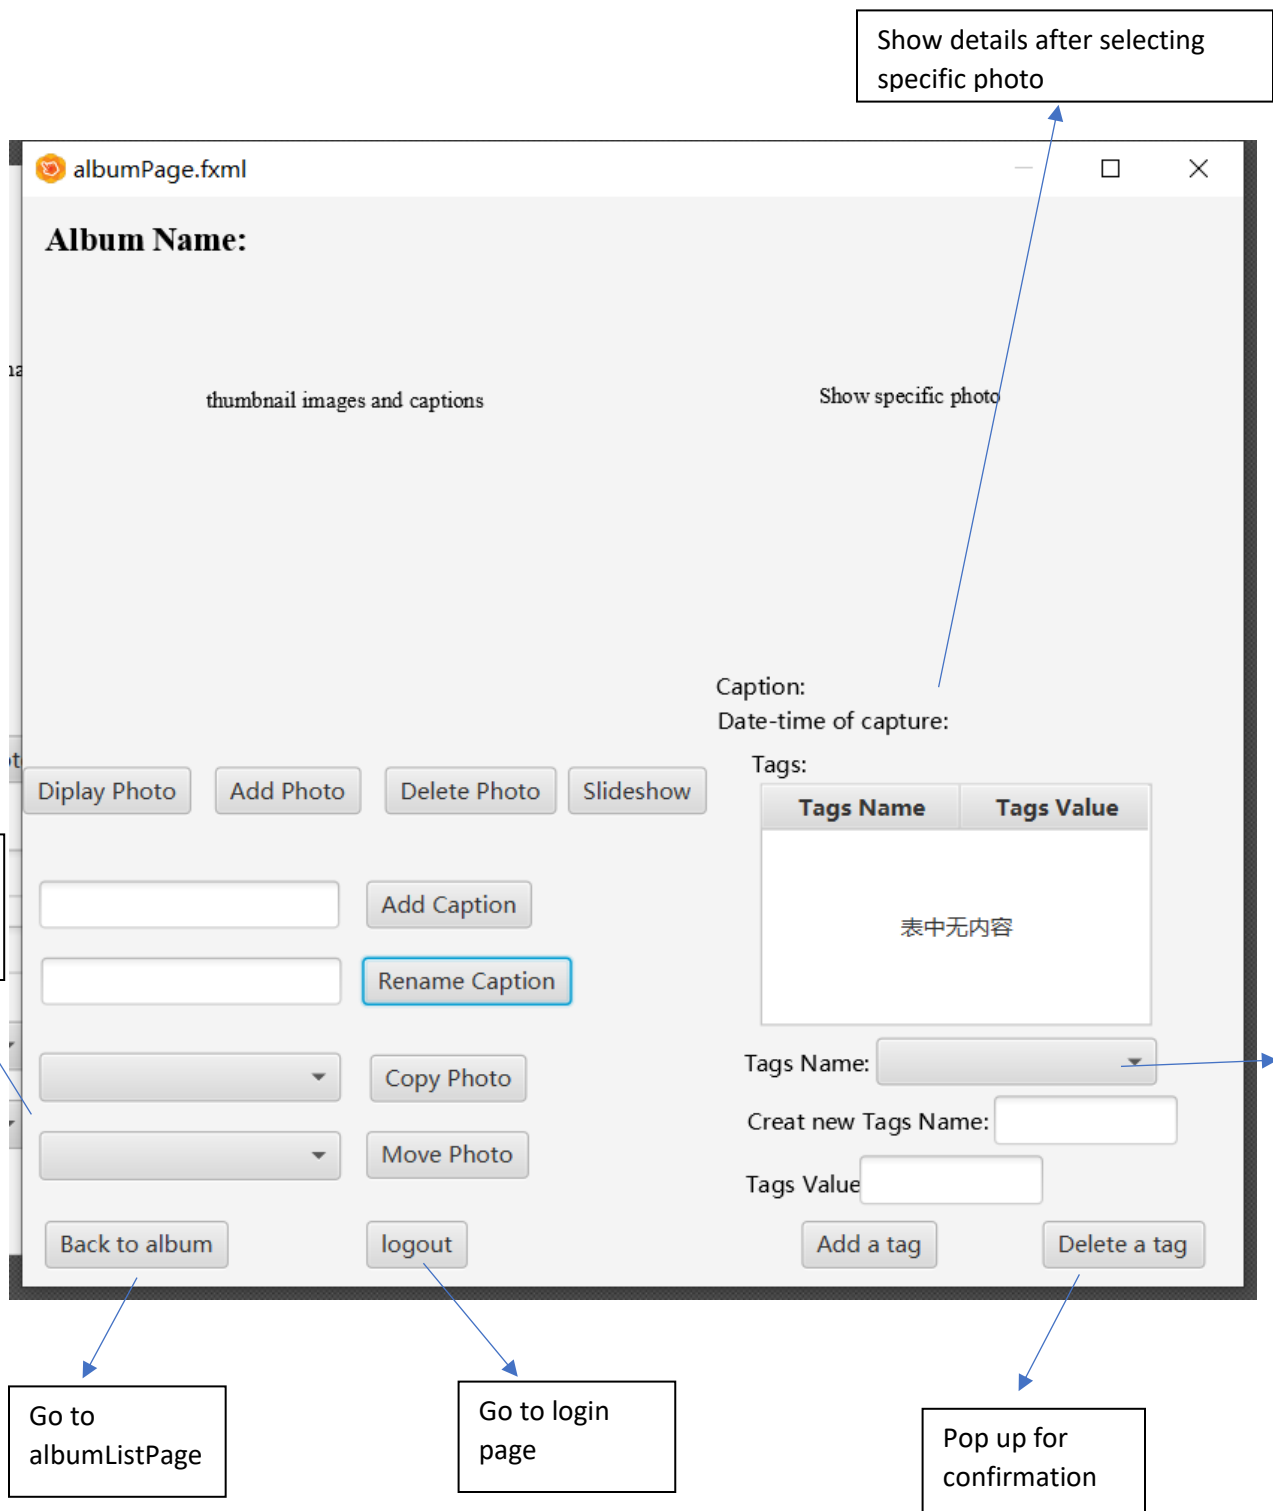 Show details after selecting
specific photo
albumPage.fxml
Album Name:
thumbnail images and captions
Show specific photo
Caption:
Date-time of capture:
Tags:
Diplay Photo
Add Photo
Delete Photo
Slideshow
Tags Name
Tags Value
表中无内容
Add Caption
Rename Caption
Copy Photo
Move Photo
Tags Name:
Creat new Tags Name:
Tags Value
Back to album
logout
Add a tag
Delete a tag
Go to
albumListPage
Go to login
page
Pop up for
confirmation